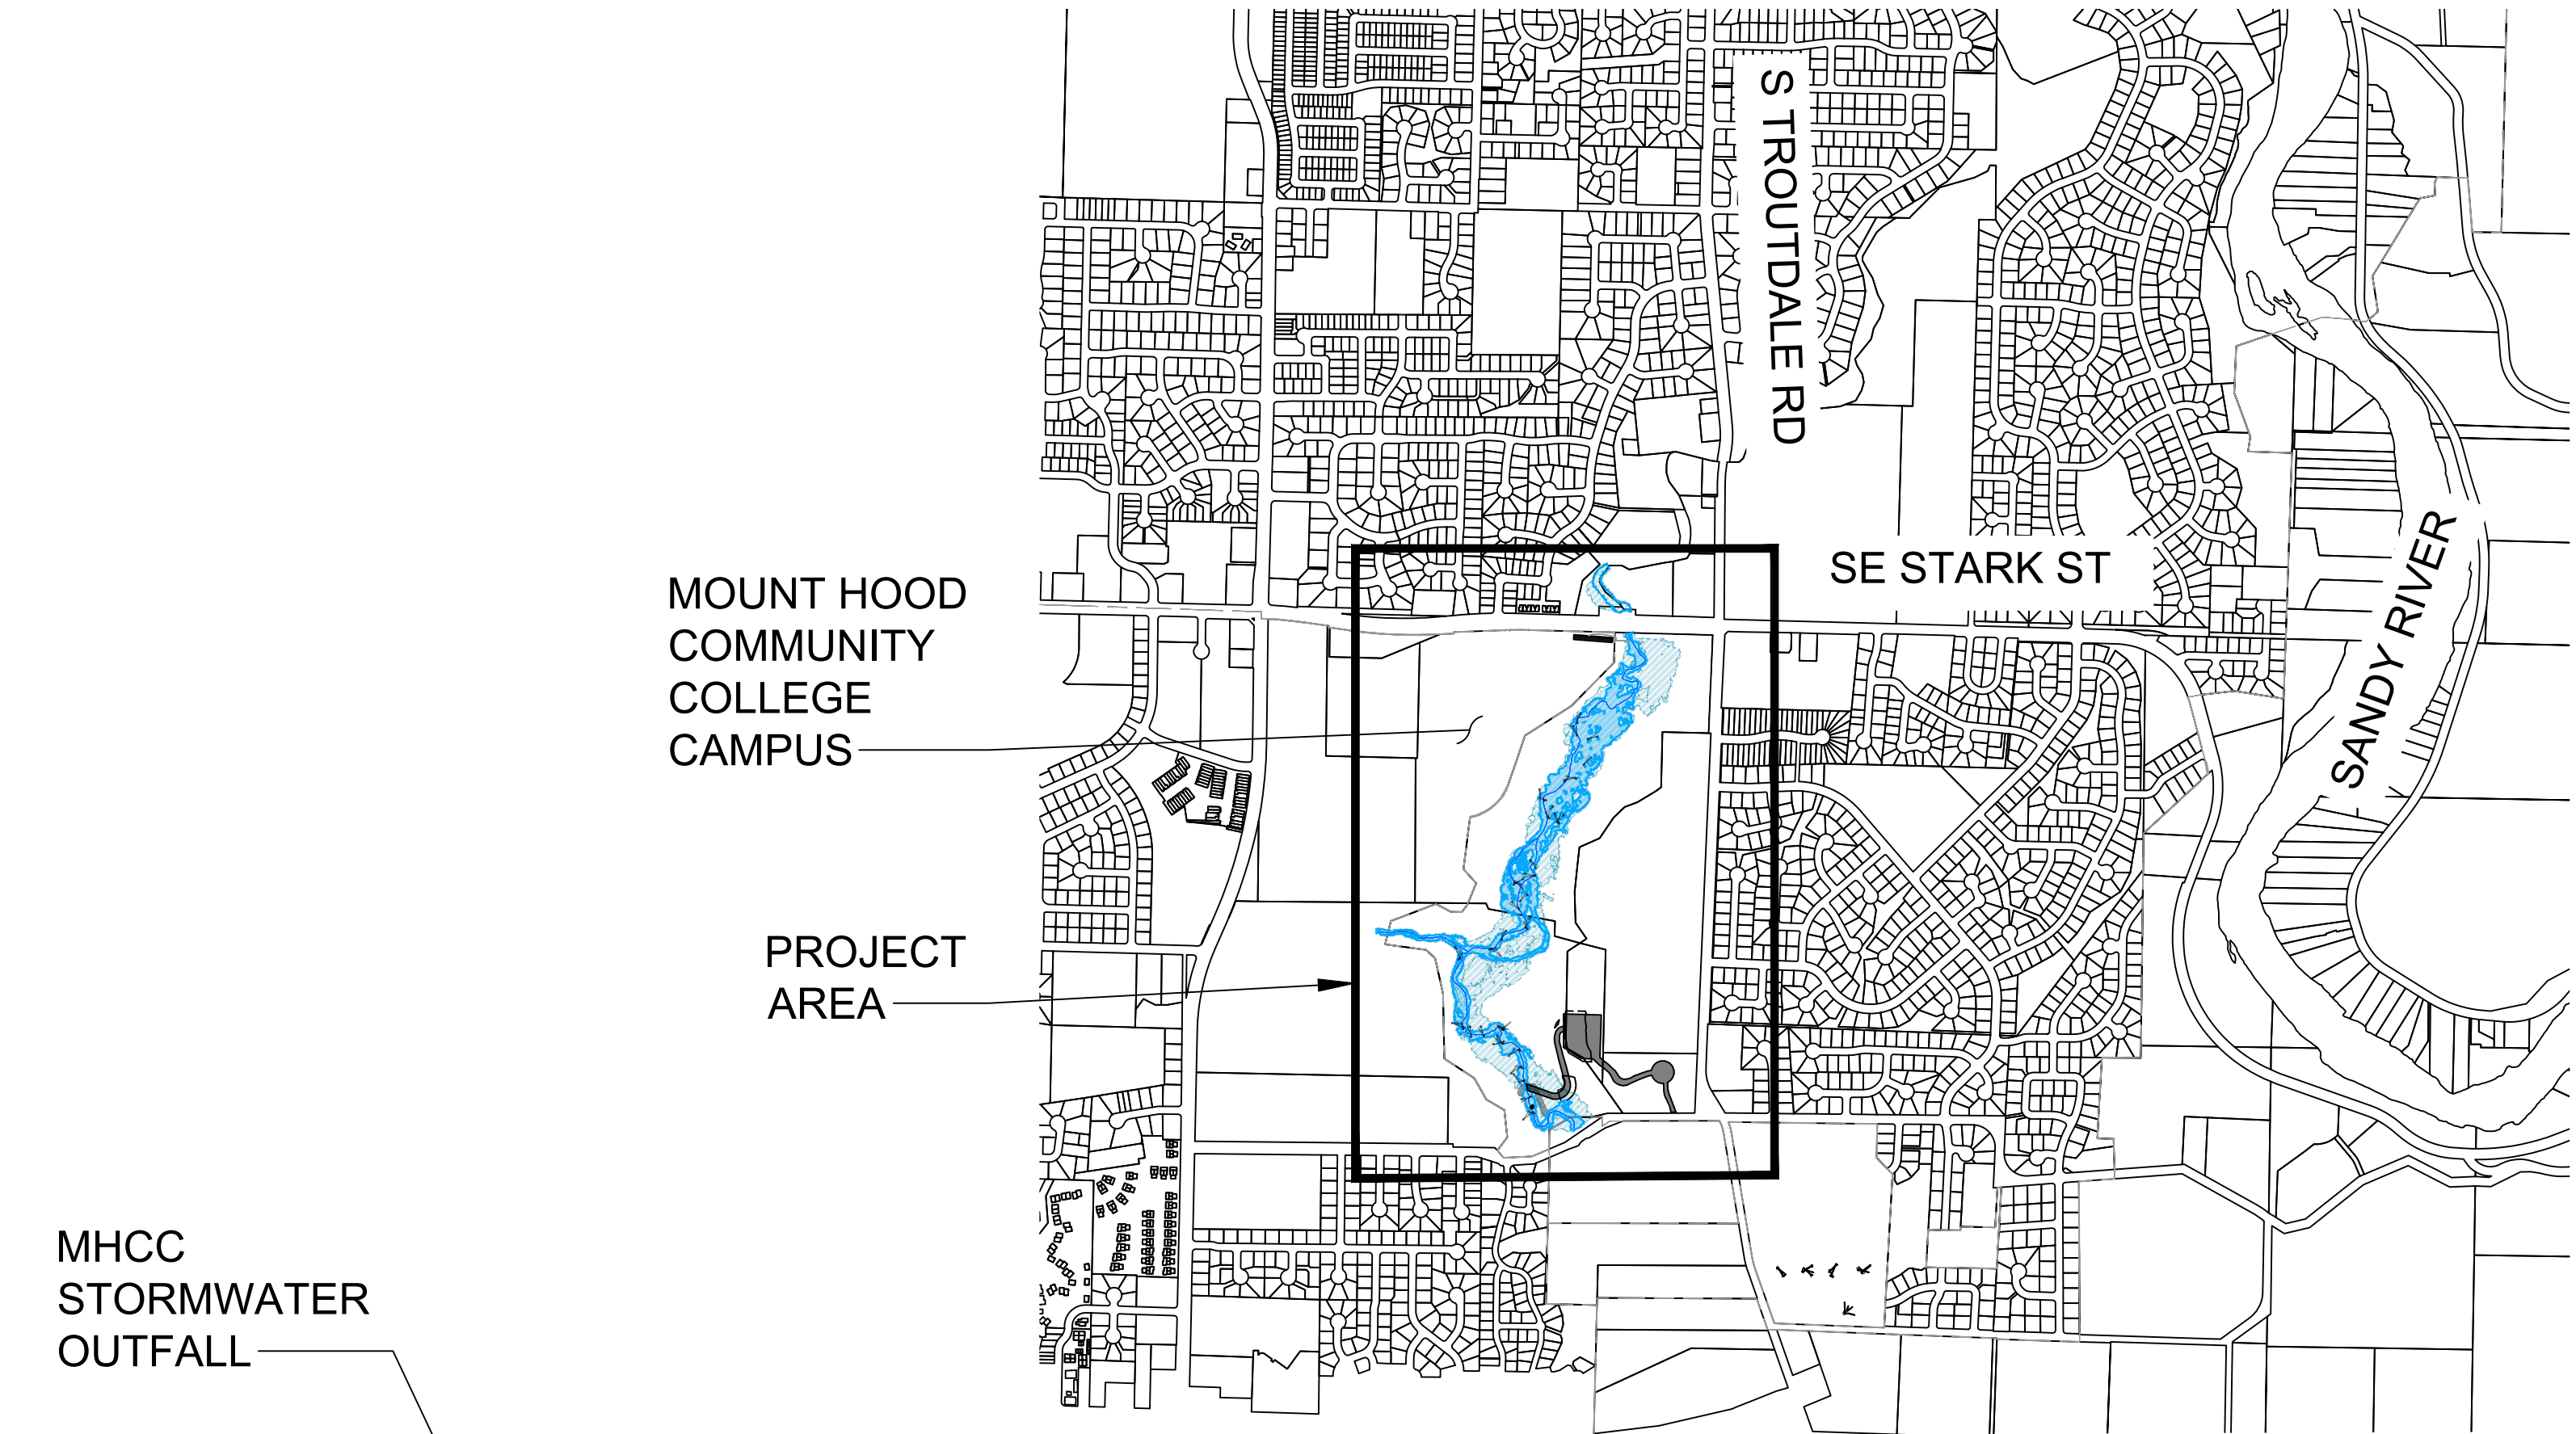 S TROUTDALE RD
SE STARK ST
SANDY RIVER
MOUNT HOOD
COMMUNITY
COLLEGE
CAMPUS
PROJECT
AREA
MHCC
STORMWATER
OUTFALL